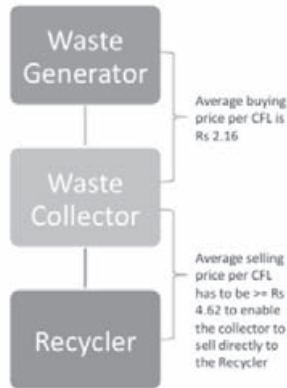 Waste
Generator
Average buying
price per CFL is
Rs 2.16
Waste
Collector
Average selling
price per CFL
has to be >= Rs
4.62 to enable
the collector to
sell directly to
the Recycler
Recycler